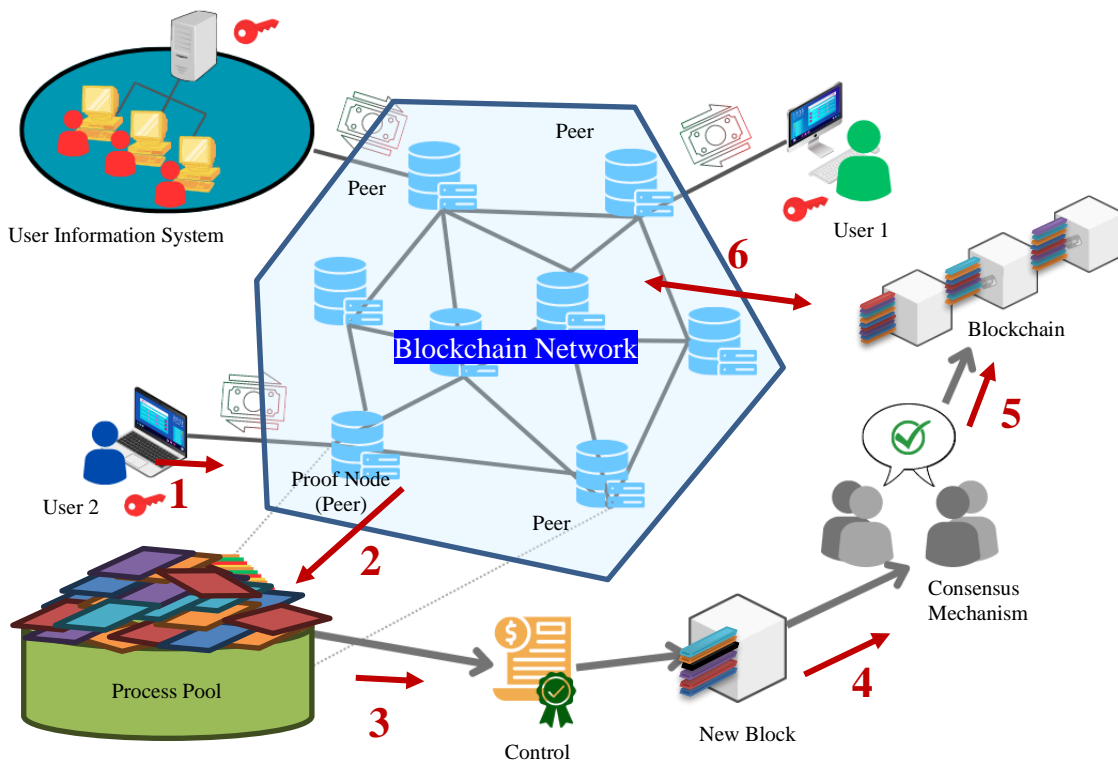 Peer
Peer
User Information System
User 1
6
Blockchain
Blockchain Network
5
Proof Node
(Peer)
1
User 2
Peer
2
Consensus
Mechanism
Process Pool
3
4
Control
New Block